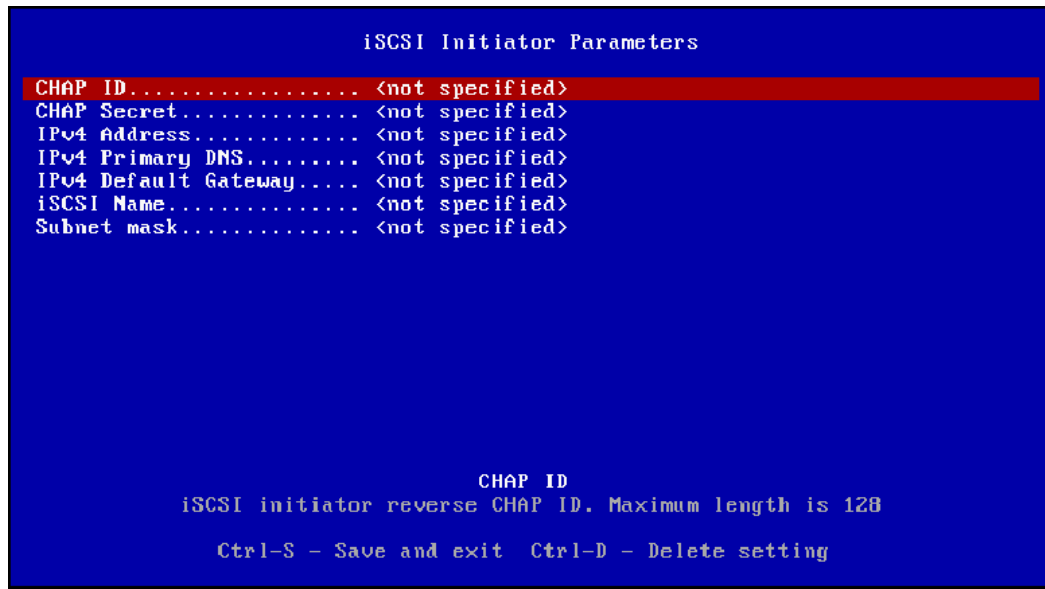 iSCSI Initiator Parameters
CHAP ID.................. <not specified>
CHAP Secret.............. <not specified>
IPv4 Address............. <not specified>
IPv4 Primary DNS......... <not specified>
IPv4 Default Gateway..... <not specified>
iSCSI Name............... <not specified>
Subnet mask.............. <not specified>
CHAP ID
iSCSI initiator reverse CHAP ID. Maximum length is 128
Ctrl-S - Save and exit  Ctrl-D - Delete setting